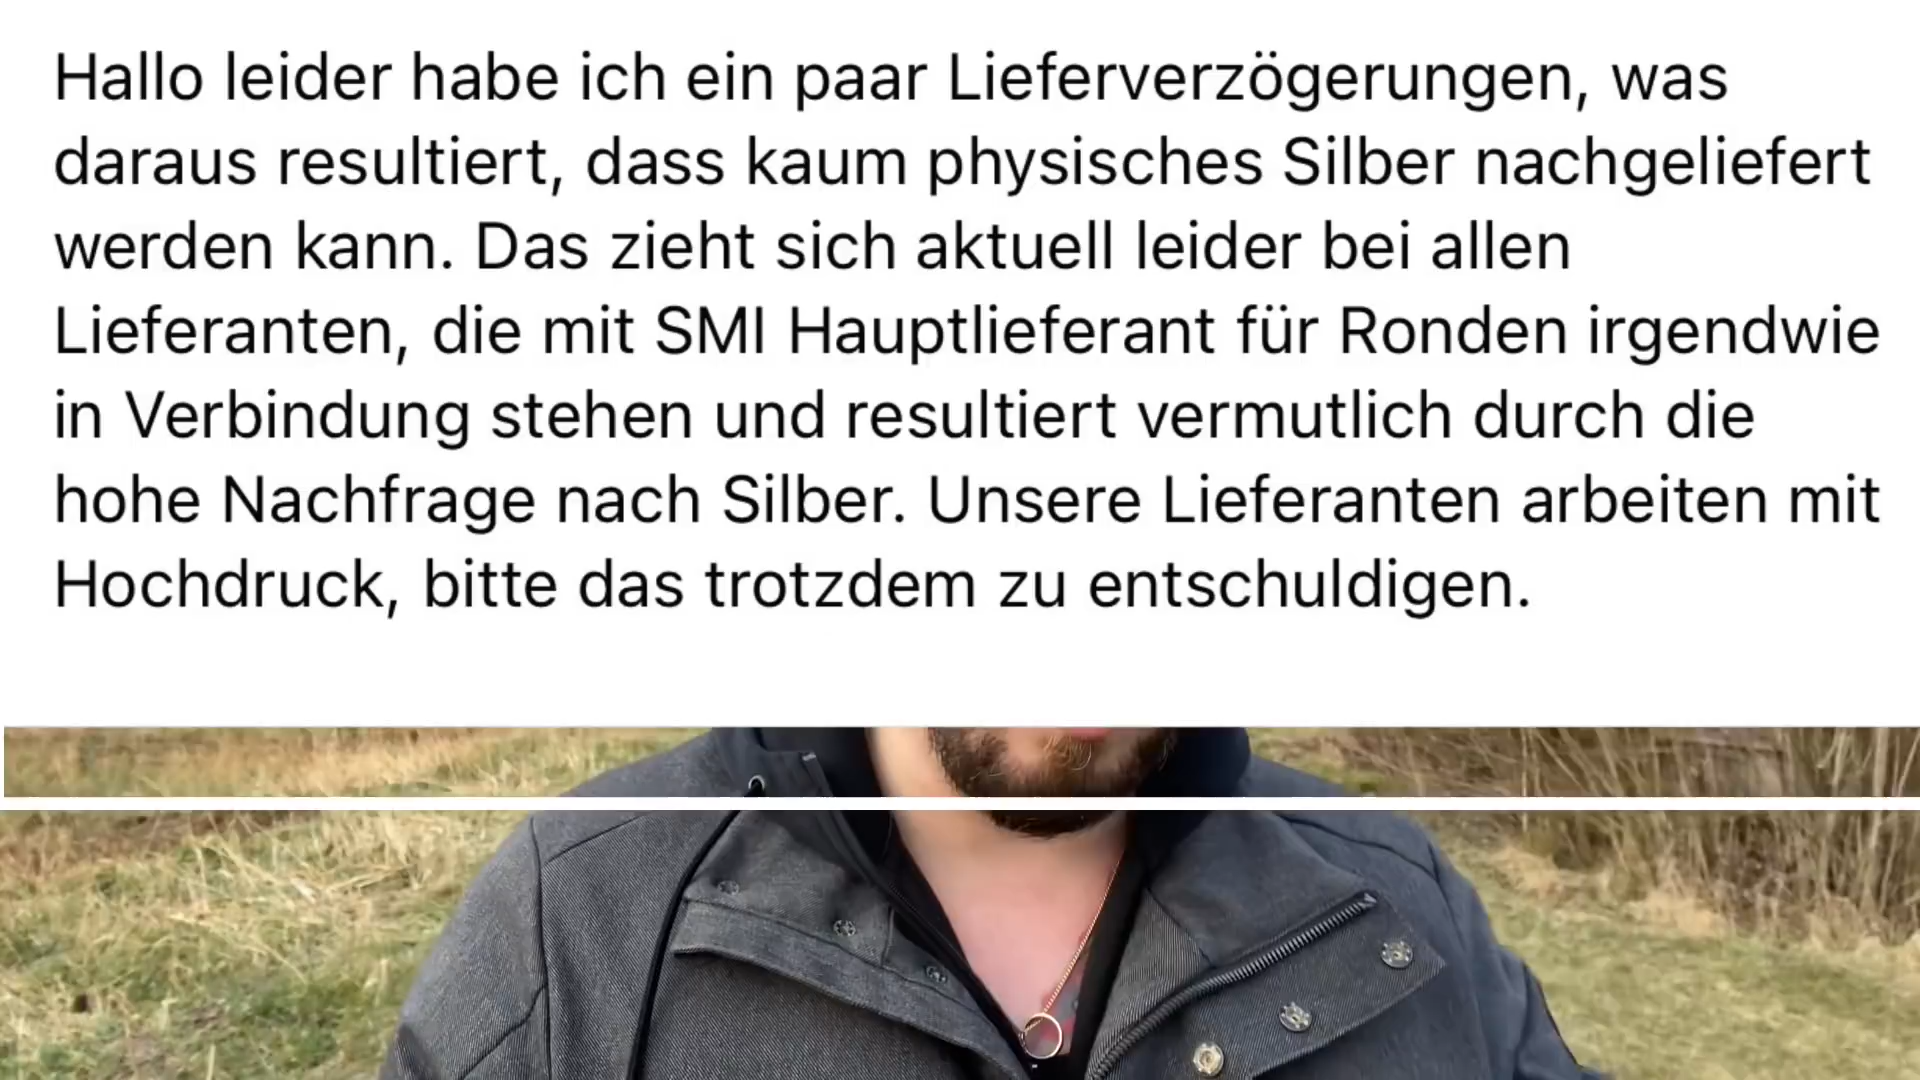 Hallo leider habe ich ein paar Lieferverzögerungen, was
daraus resultiert, dass kaum physisches Silber nachgeliefert
werden kann. Das zieht sich aktuell leider bei allen
Lieferanten, die mit SMI Hauptlieferant für Ronden irgendwie
in Verbindung stehen und resultiert vermutlich durch die
hohe Nachfrage nach Silber. Unsere Lieferanten arbeiten mit
Hochdruck, bitte das trotzdem zu entschuldigen.